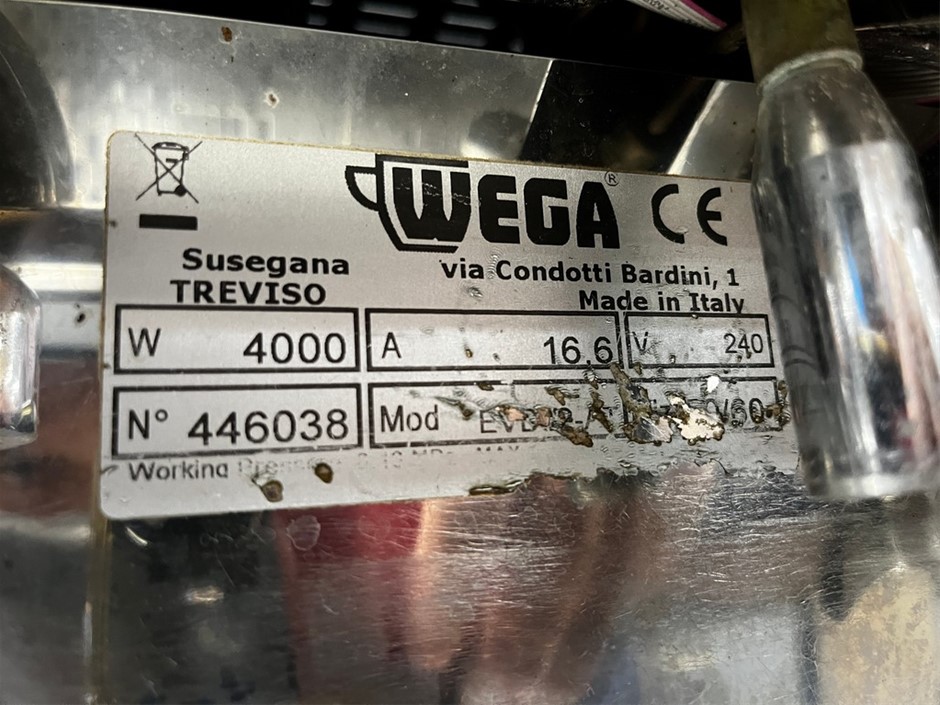 WEGA® CE
Susegana via Condotti Bardini, 1
TREVISO Made in Italy
W 4000 A 16,6 V 240
N° 446038 Mod
Working